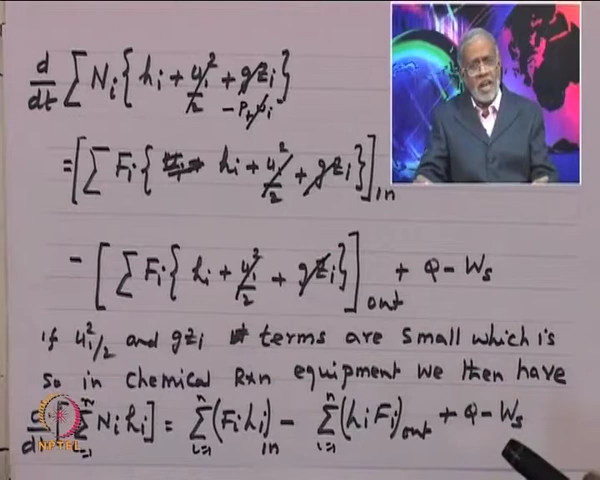 d/dt ∑ Ni { hi + ui²/2 + gzi }
- Pi vi
= [ ∑ Fi { hi + ui²/2 + gzi } ] in
- [ ∑ Fi { hi + ui²/2 + gzi } ] out + Q - Ws
if ui²/2 and gzi terms are small which is
so in chemical Rxn equipment we then have
d/dt [ ∑ Ni hi ] = ∑ (Fi hi) in - ∑ (hi Fi) out + Q - Ws
NPTEL